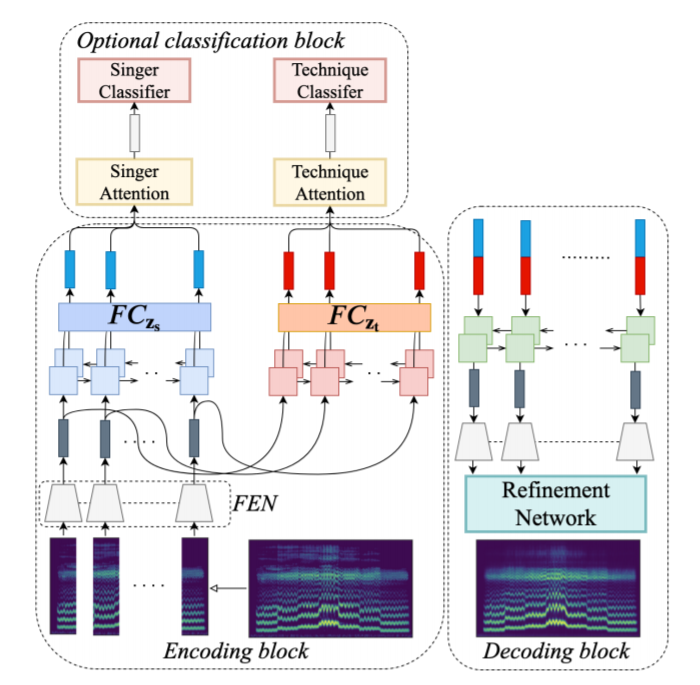 Optional classification block
Singer
Classifier
Technique
Classifer
Singer
Attention
Technique
Attention
FCzs
FCzt
FEN
Refinement
Network
Encoding block
Decoding block